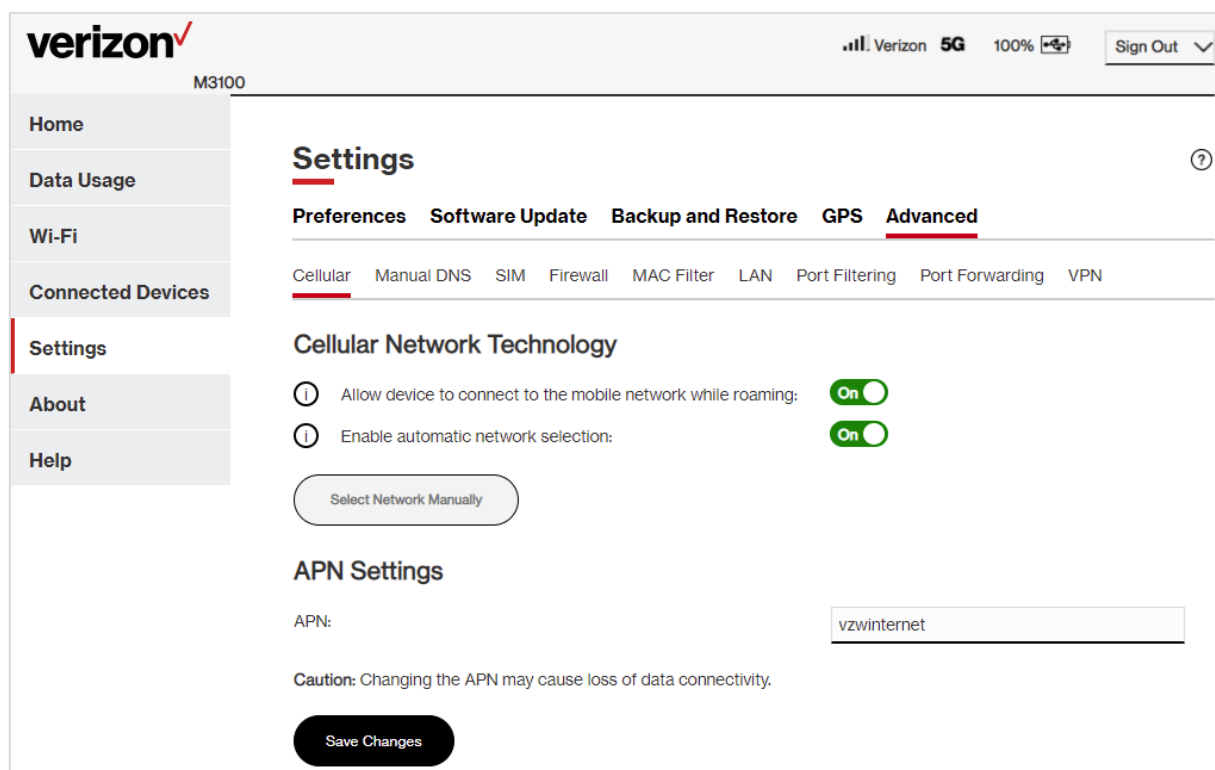 verizon
Verizon 5G 100% Sign Out
M3100
Home
Data Usage
Wi-Fi
Connected Devices
Settings
About
Help
Settings
?
Preferences Software Update Backup and Restore GPS Advanced
Cellular Manual DNS SIM Firewall MAC Filter LAN Port Filtering Port Forwarding VPN
Cellular Network Technology
i Allow device to connect to the mobile network while roaming: On
i Enable automatic network selection: On
Select Network Manually
APN Settings
APN: vzwinternet
Caution: Changing the APN may cause loss of data connectivity.
Save Changes